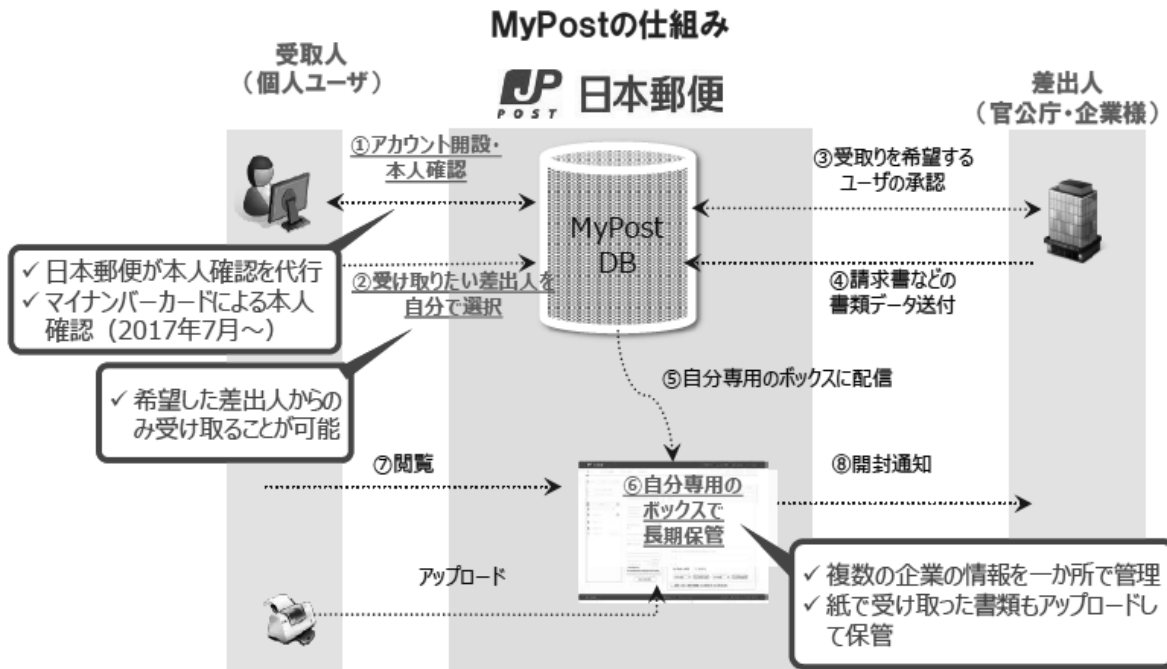 MyPostの仕組み
受取人
（個人ユーザ）
JP
POST
日本郵便
差出人
（官公庁・企業様）
①アカウント開設・
本人確認
③受取りを希望する
ユーザの承認
MyPost
DB
✓ 日本郵便が本人確認を代行
✓ マイナンバーカードによる本人
確認（2017年7月～）
②受け取りたい差出人を
自分で選択
④請求書などの
書類データ送付
⑤自分専用のボックスに配信
✓ 希望した差出人からの
み受け取ることが可能
⑦閲覧
⑥自分専用の
ボックスで
長期保管
⑧開封通知
アップロード
✓ 複数の企業の情報を一か所で管理
✓ 紙で受け取った書類もアップロードし
て保管